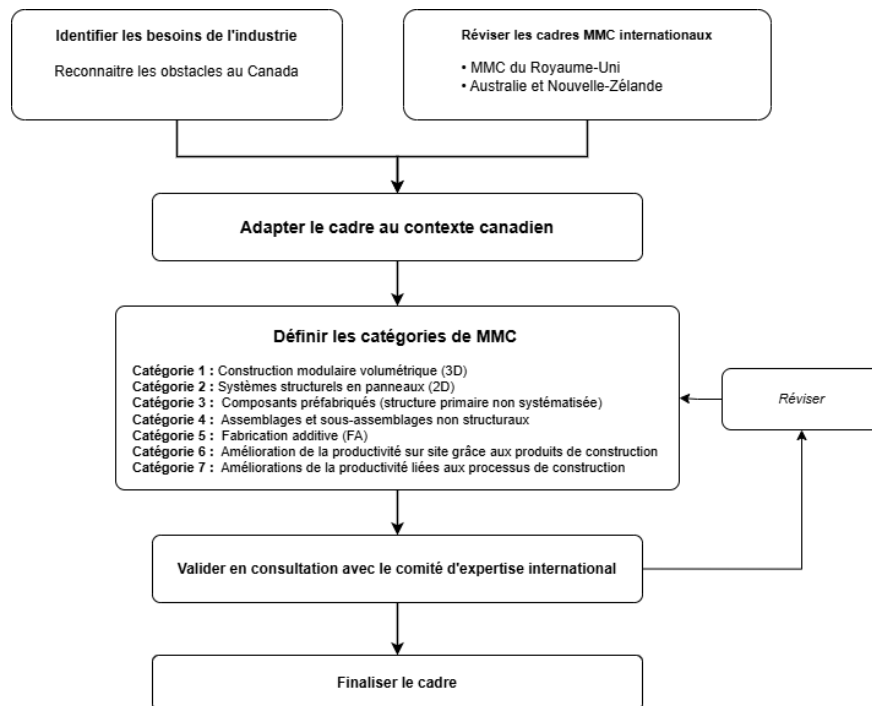 Identifier les besoins de l'industrie
Reconnaitre les obstacles au Canada
Réviser les cadres MMC internationaux
• MMC du Royaume-Uni
• Australie et Nouvelle-Zélande
Adapter le cadre au contexte canadien
Définir les catégories de MMC
Catégorie 1 : Construction modulaire volumétrique (3D)
Catégorie 2 : Systèmes structurels en panneaux (2D)
Catégorie 3 : Composants préfabriqués (structure primaire non systématisée)
Catégorie 4 : Assemblages et sous-assemblages non structuraux
Catégorie 5 : Fabrication additive (FA)
Catégorie 6 : Amélioration de la productivité sur site grâce aux produits de construction
Catégorie 7 : Améliorations de la productivité liées aux processus de construction
Réviser
Valider en consultation avec le comité d'expertise international
Finaliser le cadre